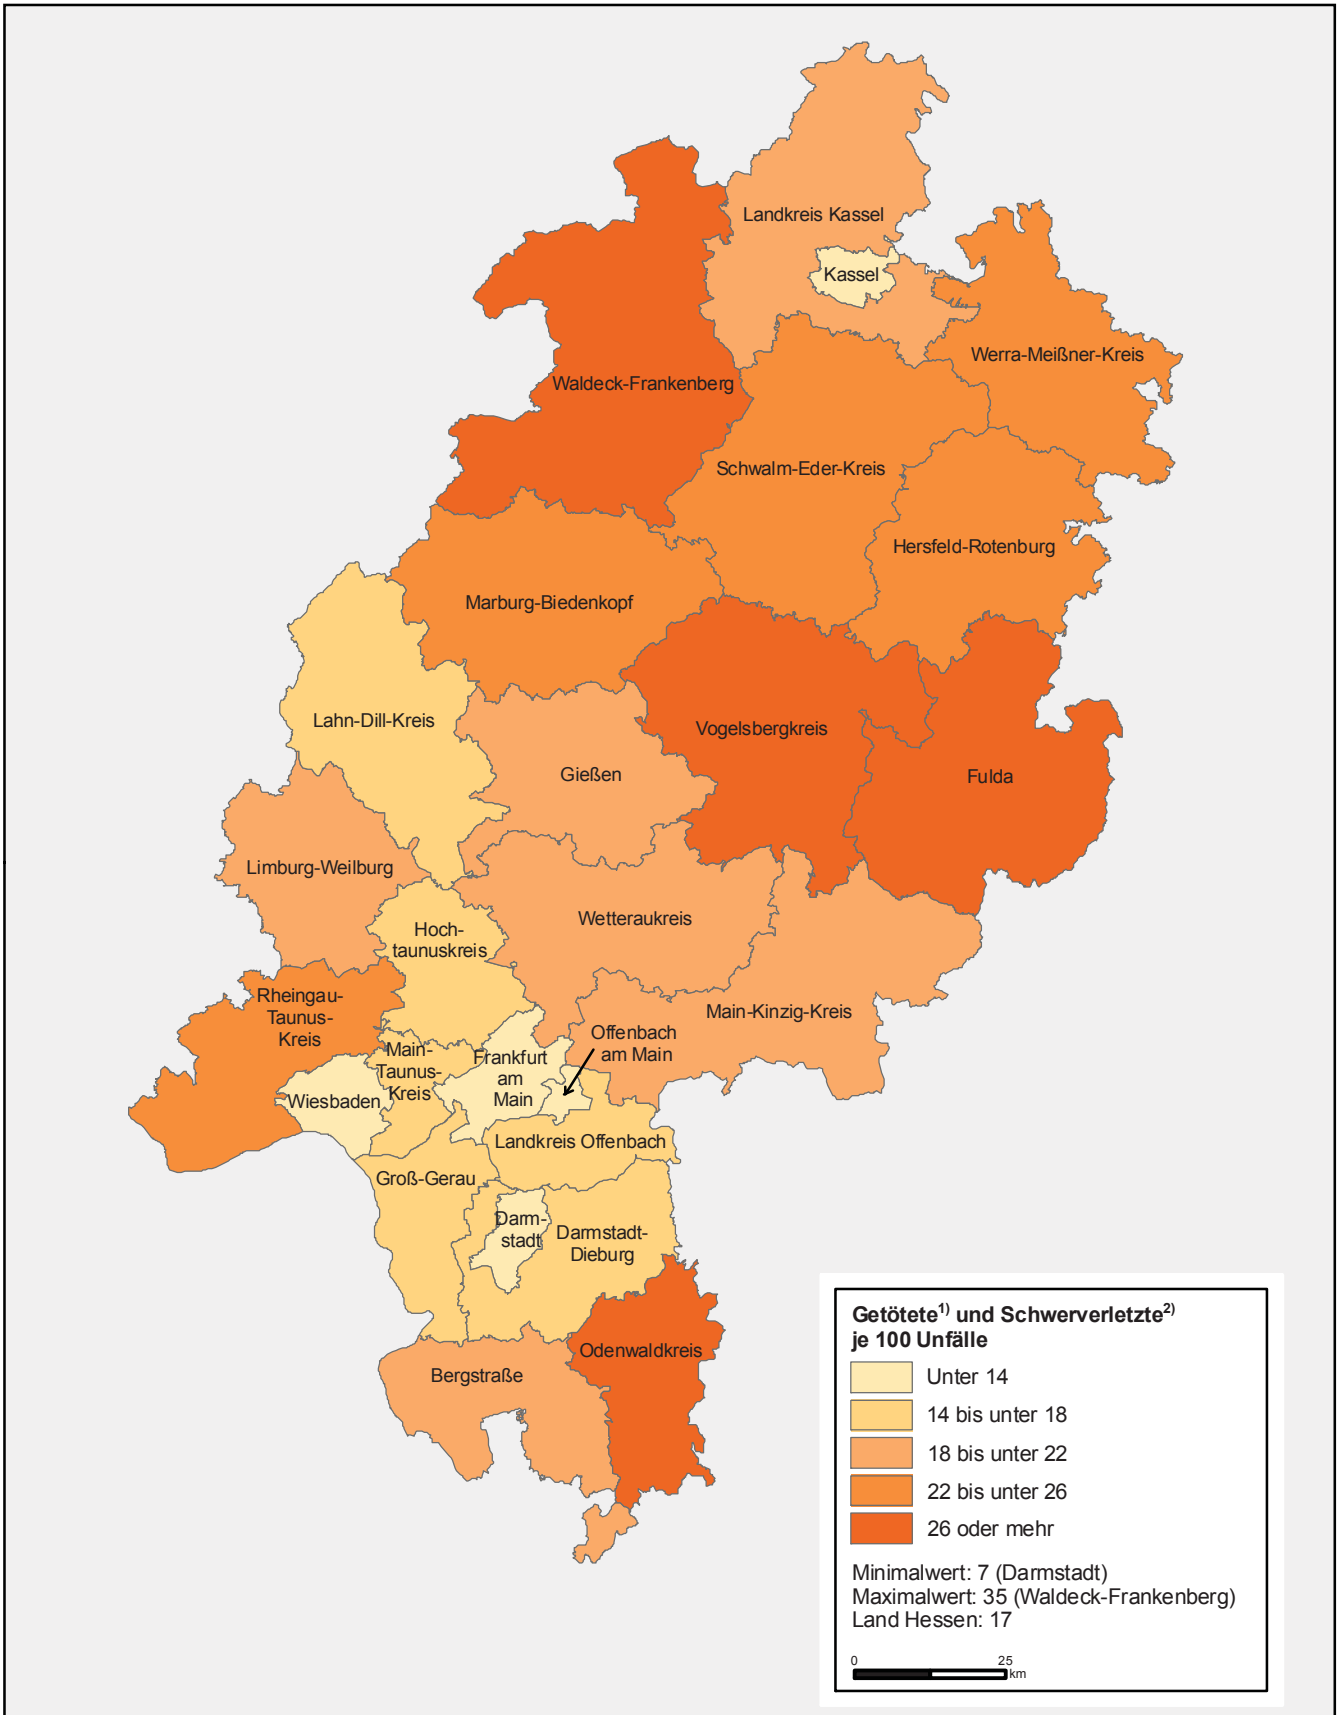 Landkreis Kassel
Kassel
Werra-Meißner-Kreis
Waldeck-Frankenberg
Schwalm-Eder-Kreis
Hersfeld-Rotenburg
Marburg-Biedenkopf
Lahn-Dill-Kreis
Vogelsbergkreis
Gießen
Fulda
Limburg-Weilburg
Wetteraukreis
Hoch-
taunuskreis
Rheingau-
Taunus-
Kreis
Main-Kinzig-Kreis
Offenbach
am Main
Main-
Taunus-
Kreis
Frankfurt
am
Main
Wiesbaden
Landkreis Offenbach
Groß-Gerau
Darm-
stadt
Darmstadt-
Dieburg
Odenwaldkreis
Bergstraße
Getötete1) und Schwerverletzte2)
je 100 Unfälle
Unter 14
14 bis unter 18
18 bis unter 22
22 bis unter 26
26 oder mehr
Minimalwert: 7 (Darmstadt)
Maximalwert: 35 (Waldeck-Frankenberg)
Land Hessen: 17
0 25
km